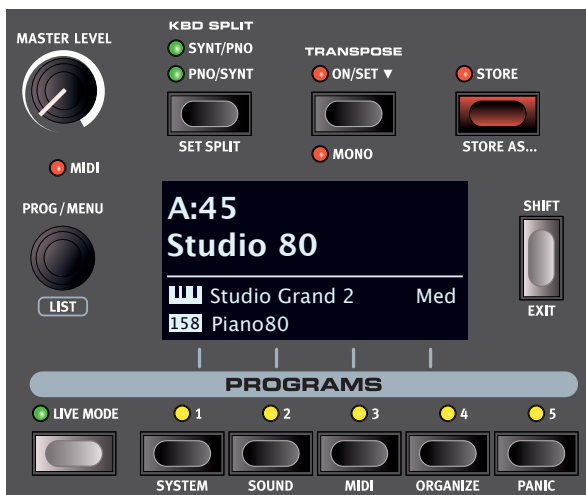 MASTER LEVEL
KBD SPLIT
SYNT/PNO
PNO/SYNT
SET SPLIT
TRANSPOSE
ON/SET ▼
MONO
STORE
STORE AS...
MIDI
PROG/MENU
LIST
A:45
Studio 80
Studio Grand 2 Med
158 Piano80
SHIFT
EXIT
PROGRAMS
LIVE MODE 1 2 3 4 5
SYSTEM SOUND MIDI ORGANIZE PANIC